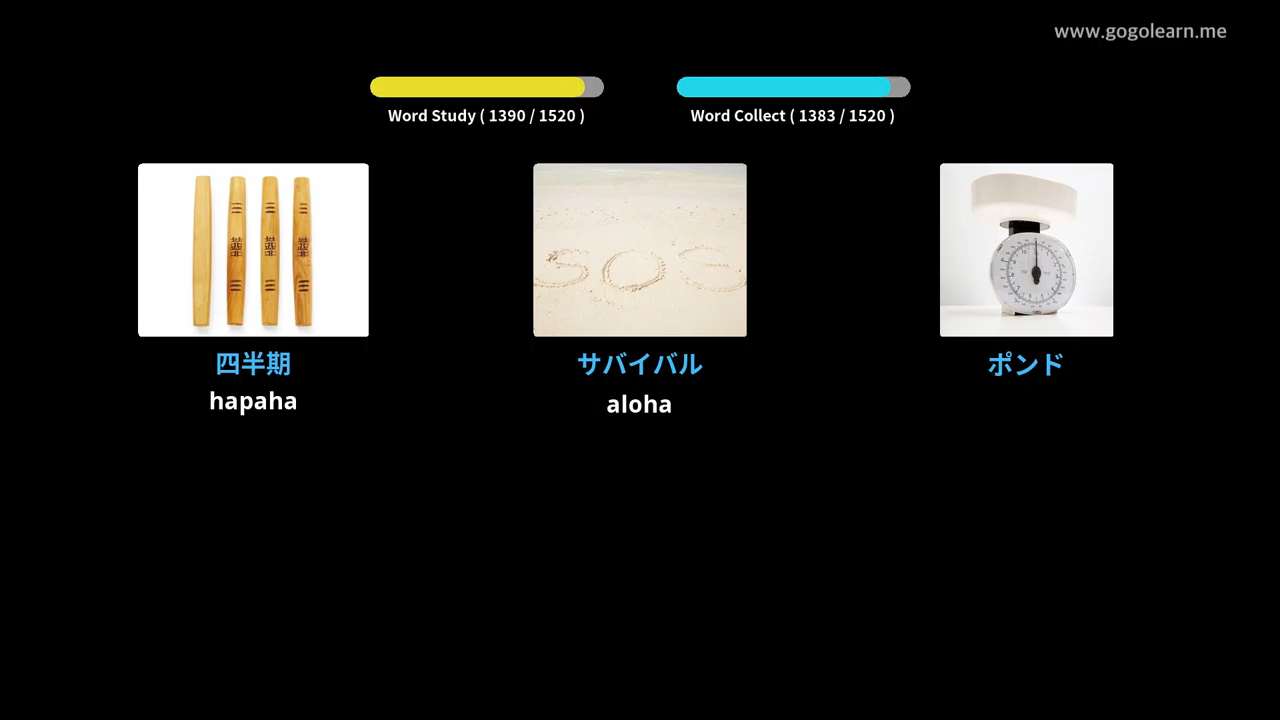 www.gogolearn.me
Word Study ( 1390 / 1520 )
Word Collect ( 1383 / 1520 )
SOS
四半期
hapaha
サバイバル
aloha
ポンド